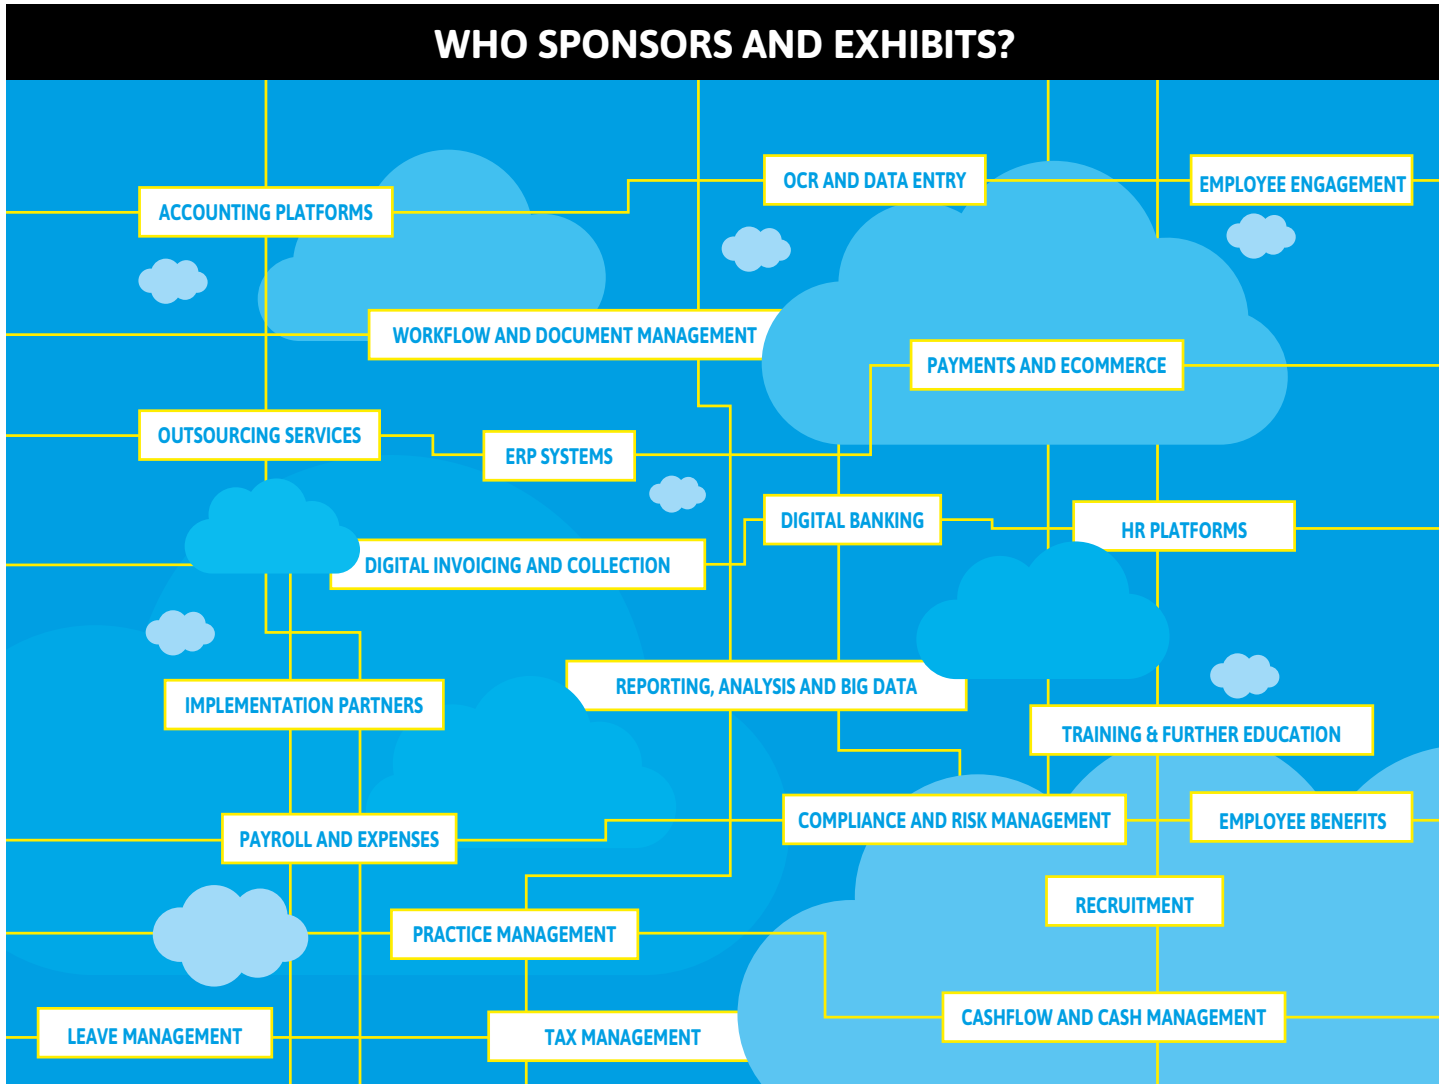 WHO SPONSORS AND EXHIBITS?
OCR AND DATA ENTRY
EMPLOYEE ENGAGEMENT
ACCOUNTING PLATFORMS
WORKFLOW AND DOCUMENT MANAGEMENT
PAYMENTS AND ECOMMERCE
OUTSOURCING SERVICES
ERP SYSTEMS
DIGITAL BANKING
HR PLATFORMS
DIGITAL INVOICING AND COLLECTION
REPORTING, ANALYSIS AND BIG DATA
IMPLEMENTATION PARTNERS
TRAINING & FURTHER EDUCATION
COMPLIANCE AND RISK MANAGEMENT
EMPLOYEE BENEFITS
PAYROLL AND EXPENSES
RECRUITMENT
PRACTICE MANAGEMENT
CASHFLOW AND CASH MANAGEMENT
LEAVE MANAGEMENT
TAX MANAGEMENT